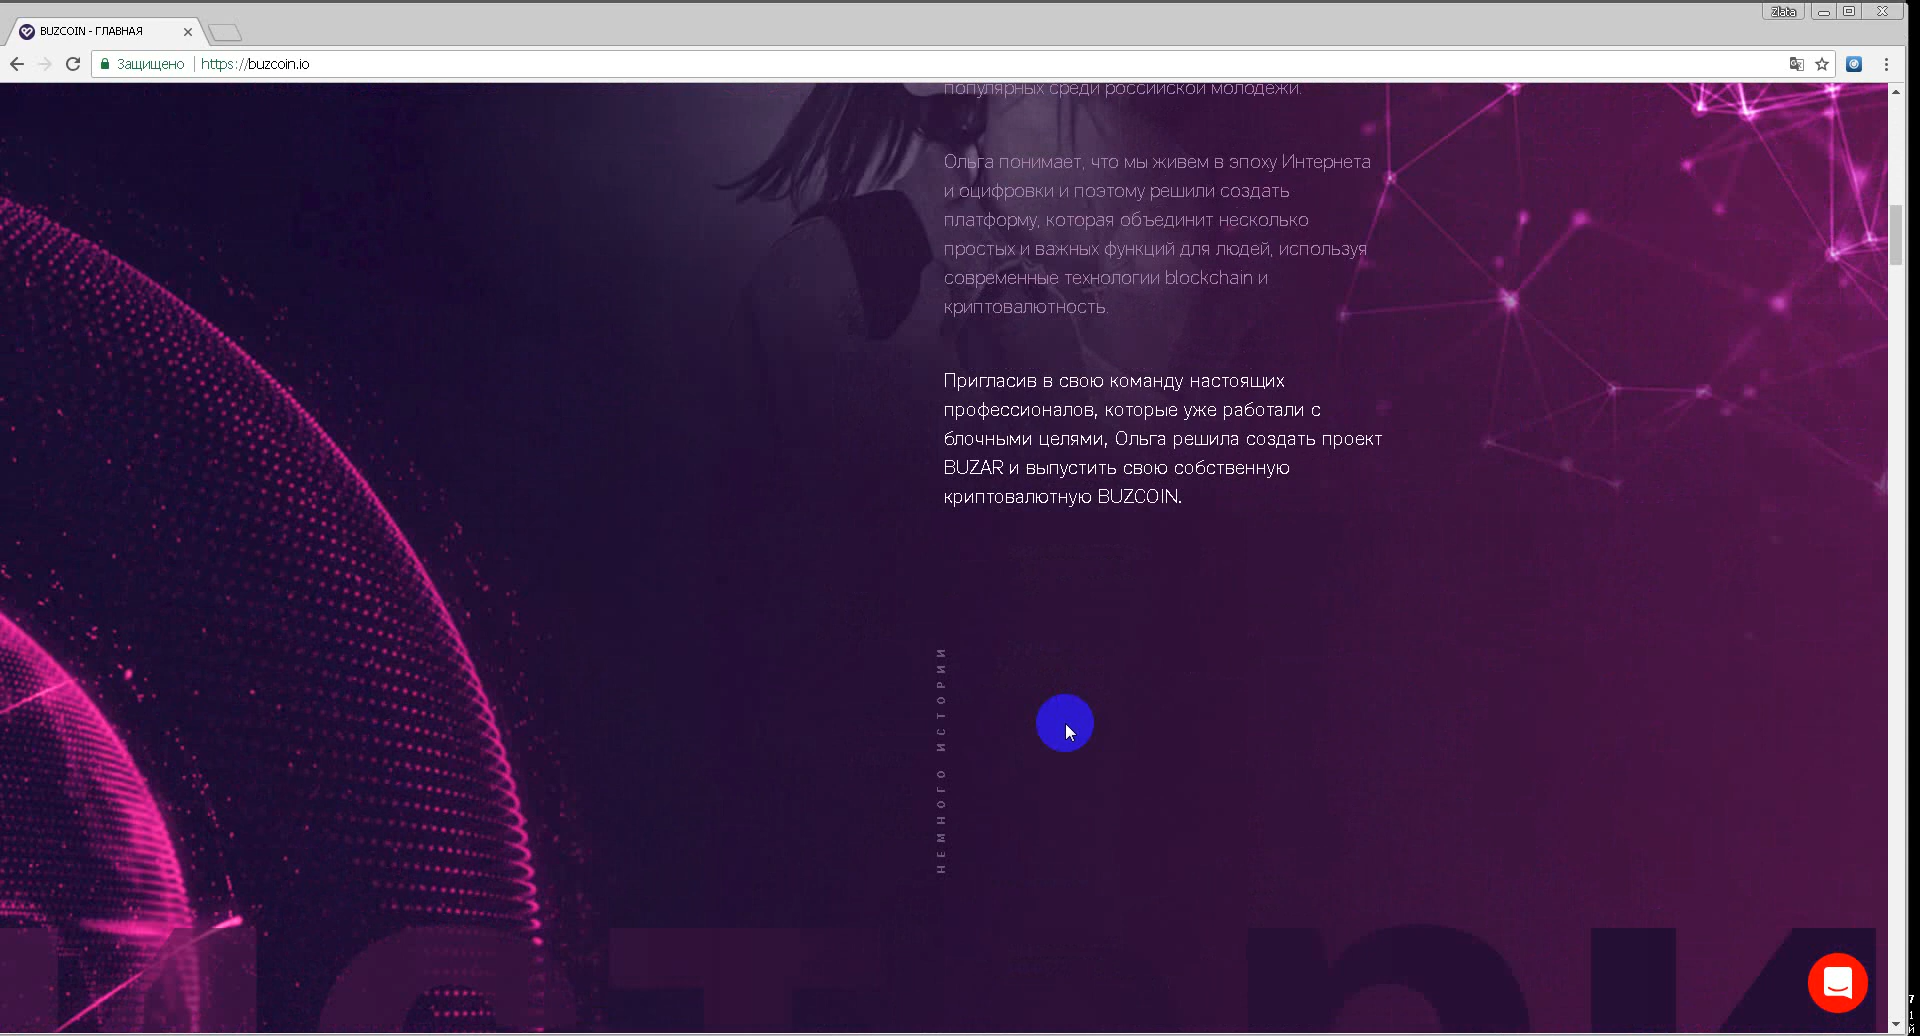 Zlata
BUZCOIN - ГЛАВНАЯ
Защищено
https://buzcoin.io
популярных среди российской молодежи.
Ольга понимает, что мы живем в эпоху Интернета
и оцифровки и поэтому решили создать
платформу, которая объединит несколько
простых и важных функций для людей, используя
современные технологии blockchain и
криптовалютность.
Пригласив в свою команду настоящих
профессионалов, которые уже работали с
блочными целями, Ольга решила создать проект
BUZAR и выпустить свою собственную
криптовалютную BUZCOIN.
НЕМНОГО ИСТОРИИ